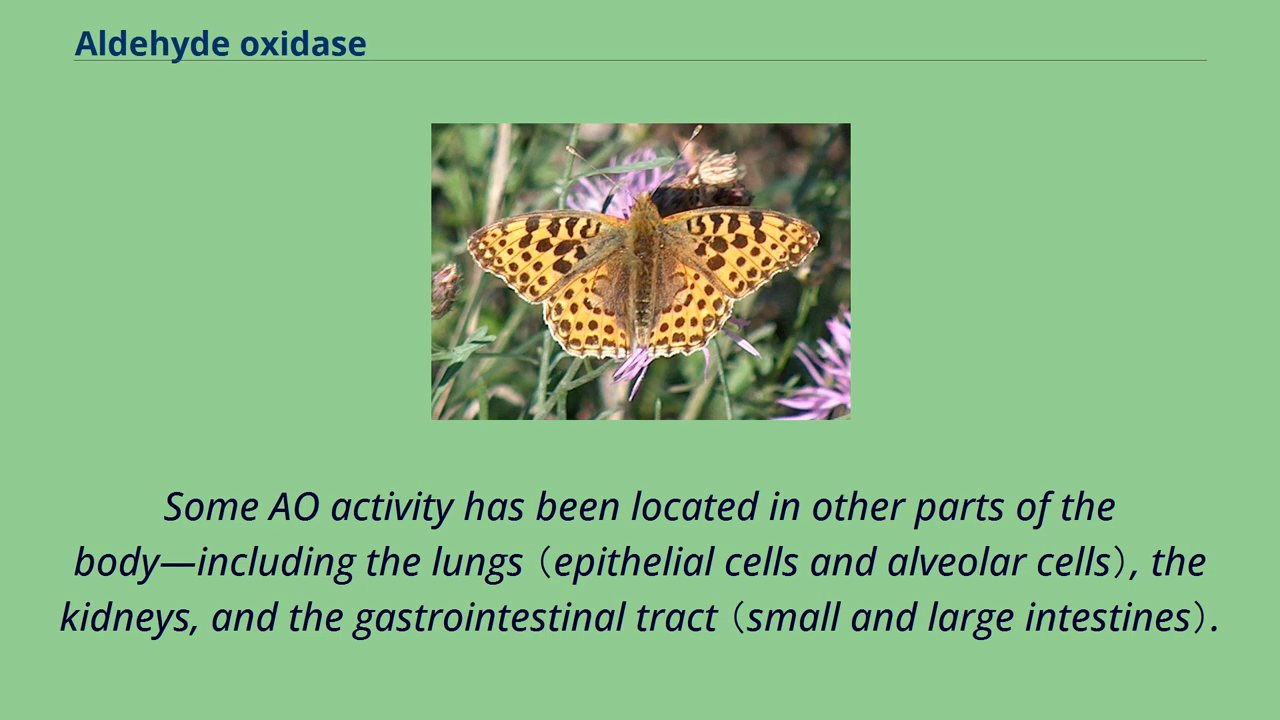 Aldehyde oxidase
Some AO activity has been located in other parts of the
body—including the lungs (epithelial cells and alveolar cells), the
kidneys, and the gastrointestinal tract (small and large intestines).